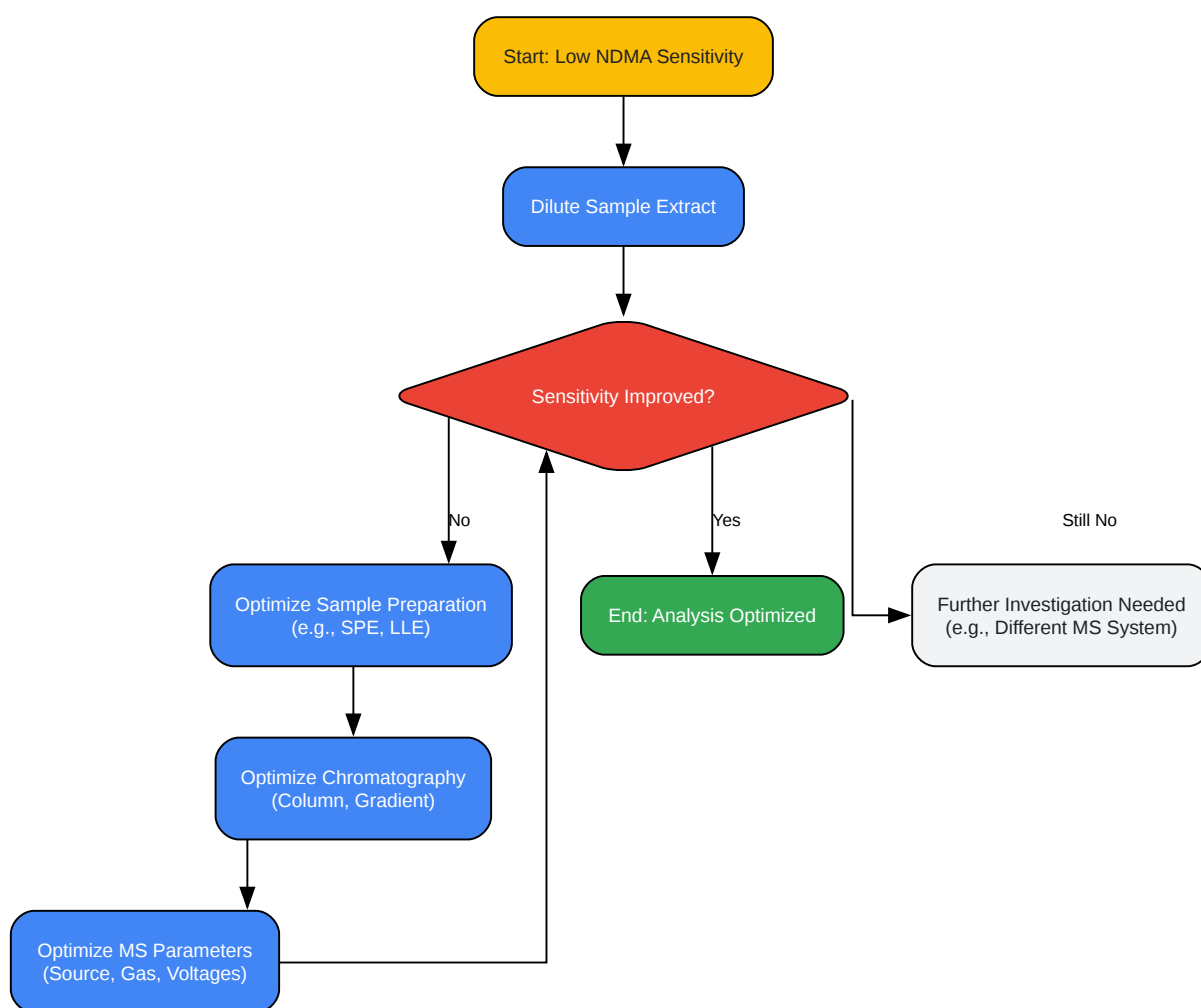 Start: Low NDMA Sensitivity
Dilute Sample Extract
Sensitivity Improved?
No
Yes
Still No
Optimize Sample Preparation
(e.g., SPE, LLE)
End: Analysis Optimized
Further Investigation Needed
(e.g., Different MS System)
Optimize Chromatography
(Column, Gradient)
Optimize MS Parameters
(Source, Gas, Voltages)